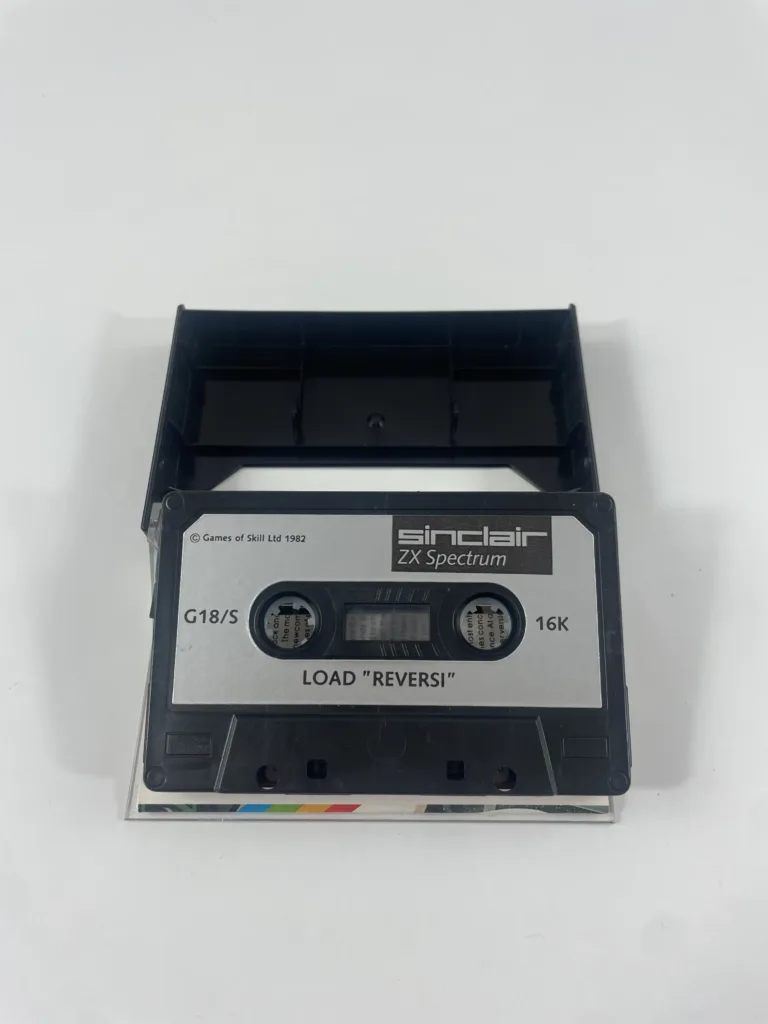 © Games of Skill Ltd 1982
sinclair
ZX Spectrum
G18/S
16K
LOAD "REVERSI"